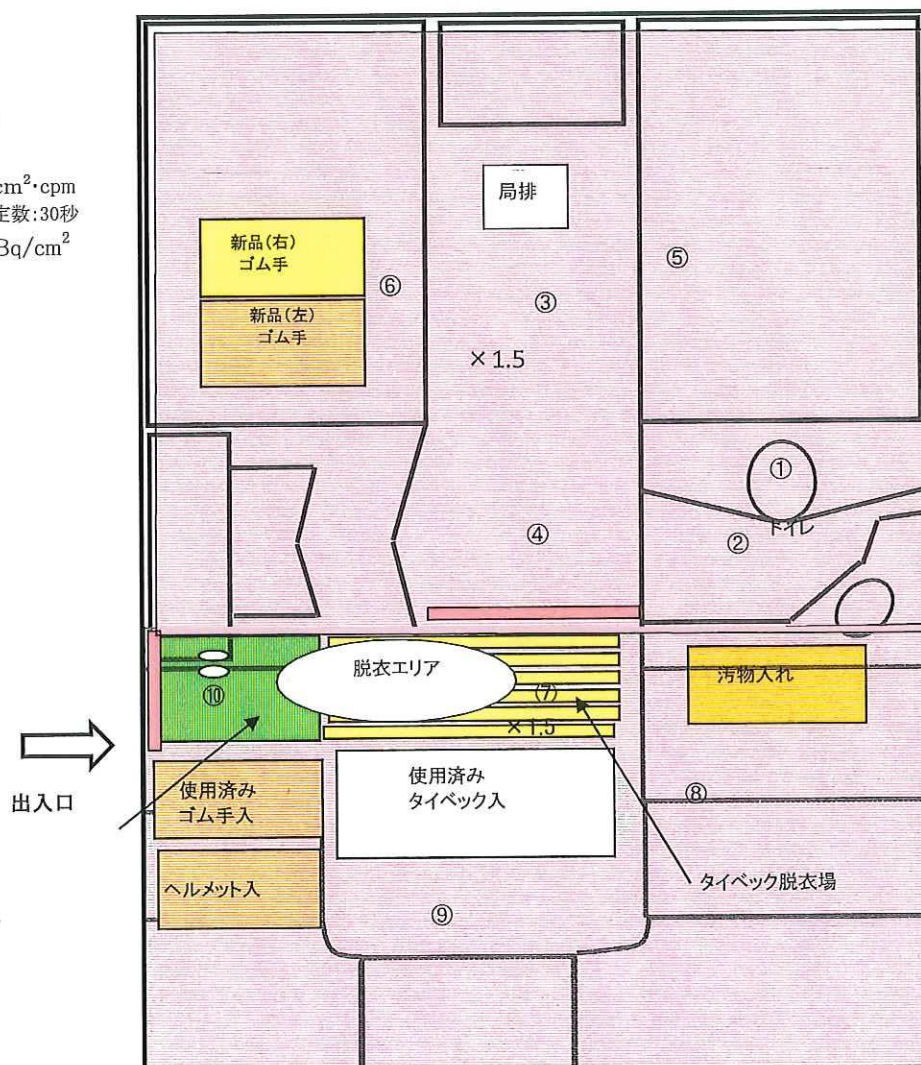 cm²・cpm
定数:30秒
Bq/cm²
局排
新品(右)
ゴム手
⑥
⑤
新品(左)
ゴム手
③
×1.5
①
トイレ
②
④
脱衣エリア
⑩
(7)
×1.5
汚物入れ
出入口
使用済み
ゴム手入
使用済み
タイベック入
⑧
ヘルメット入
タイベック脱衣場
⑨